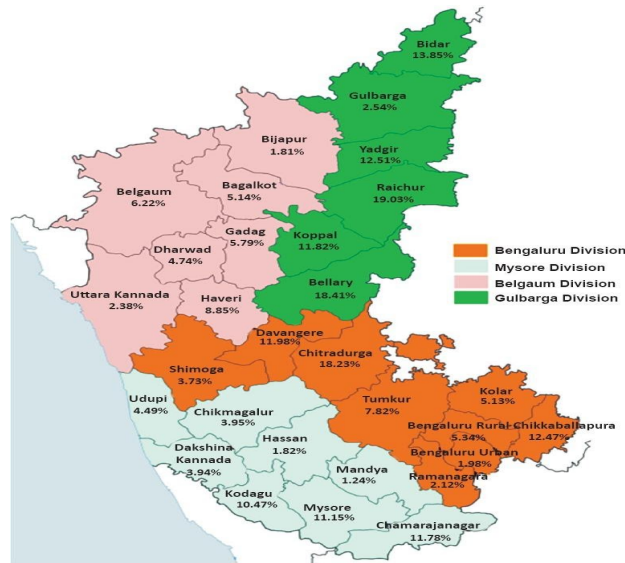 Bidar
13.85%
Gulbarga
2.54%
Bijapur
1.81%
Yadgir
12.51%
Belgaum
6.22%
Bagalkot
5.14%
Raichur
19.03%
Gadag
5.79%
Koppal
11.82%
Dharwad
4.74%
Bengaluru Division
Mysore Division
Belgaum Division
Gulbarga Division
Uttara Kannada
2.38%
Haveri
8.85%
Bellary
18.41%
Davangere
11.98%
Chitradurga
18.23%
Shimoga
3.73%
Tumkur
7.82%
Kolar
5.13%
Udupi
4.49%
Chikmagalur
3.95%
Bengaluru Rural
5.34%
Chikkaballapura
12.47%
Hassan
1.82%
Dakshina
Kannada
3.94%
Bengaluru Urban
1.98%
Mandya
1.24%
Ramanagara
2.12%
Kodagu
10.47%
Mysore
11.15%
Chamarajanagar
11.78%